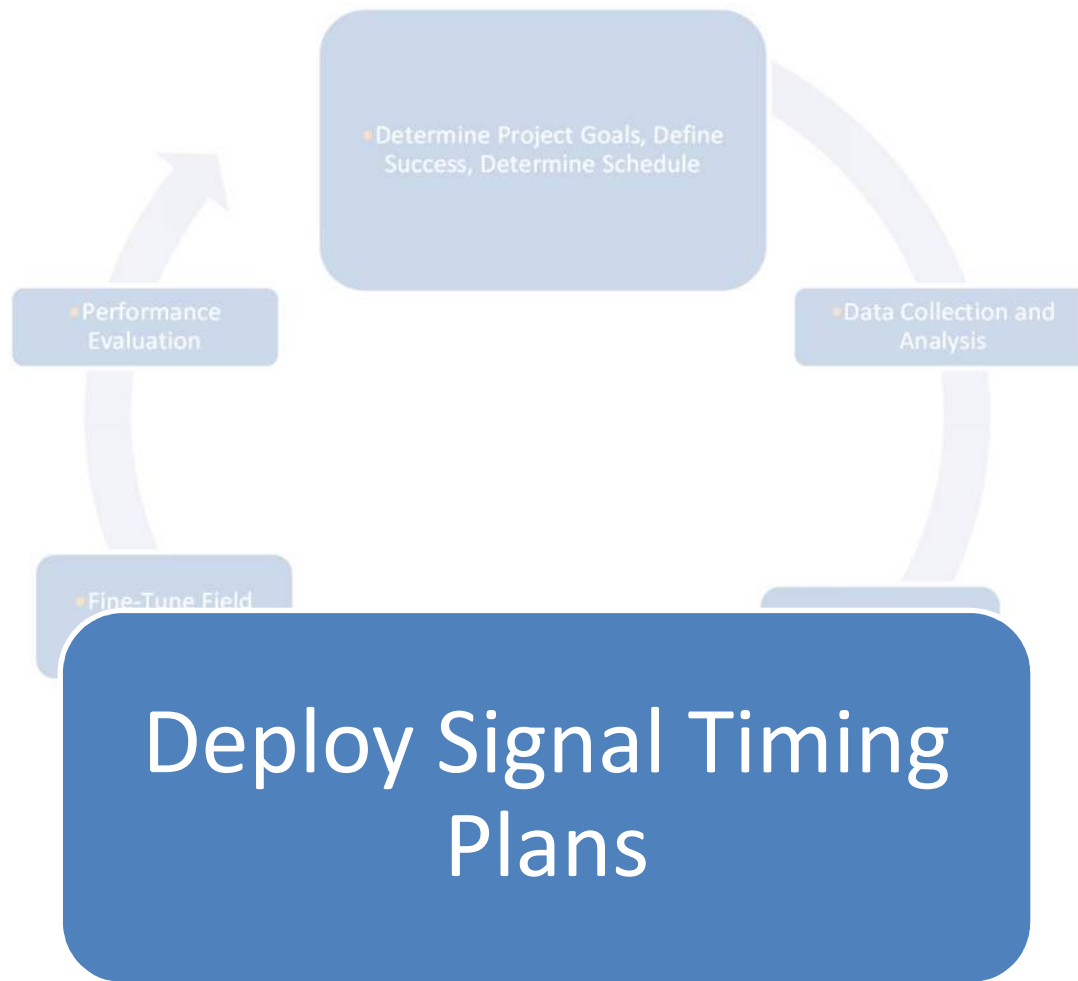 •Determine Project Goals, Define
Success, Determine Schedule
•Performance
Evaluation
•Data Collection and
Analysis
•Fine-Tune Field
Deploy Signal Timing
Plans